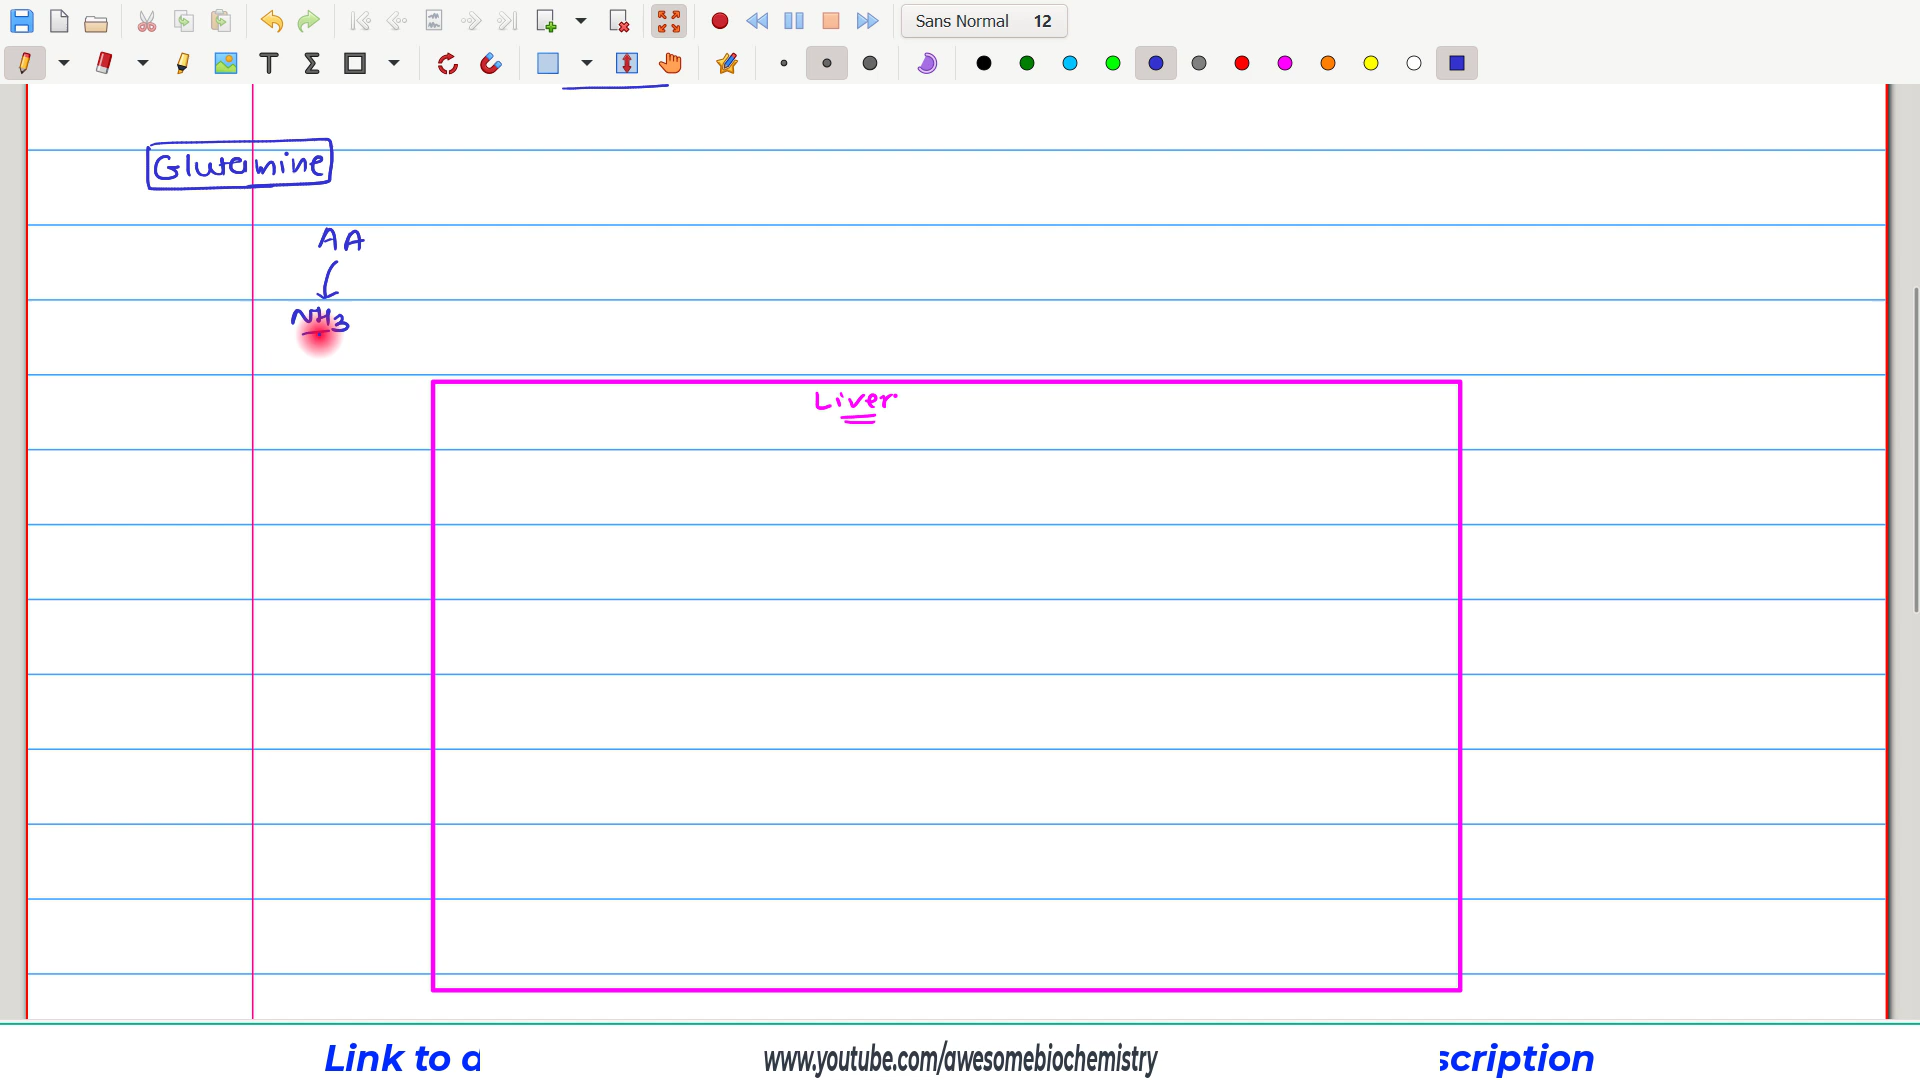 Sans Normal 12
Glutamine
AA
NH3
Liver
Link to a www.youtube.com/awesomebiochemistry scription